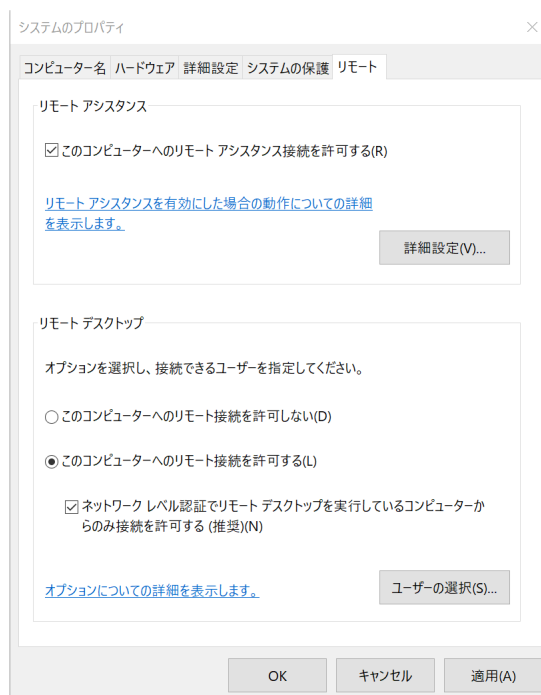 システムのプロパティ
コンピューター名 ハードウェア 詳細設定 システムの保護 リモート
リモート アシスタンス
このコンピューターへのリモート アシスタンス接続を許可する(R)
リモート アシスタンスを有効にした場合の動作についての詳細
を表示します。
詳細設定(V)...
リモート デスクトップ
オプションを選択し、接続できるユーザーを指定してください。
このコンピューターへのリモート接続を許可しない(D)
このコンピューターへのリモート接続を許可する(L)
ネットワーク レベル認証でリモート デスクトップを実行しているコンピューターか
らのみ接続を許可する (推奨)(N)
オプションについての詳細を表示します。
ユーザーの選択(S)...
OK キャンセル 適用(A)